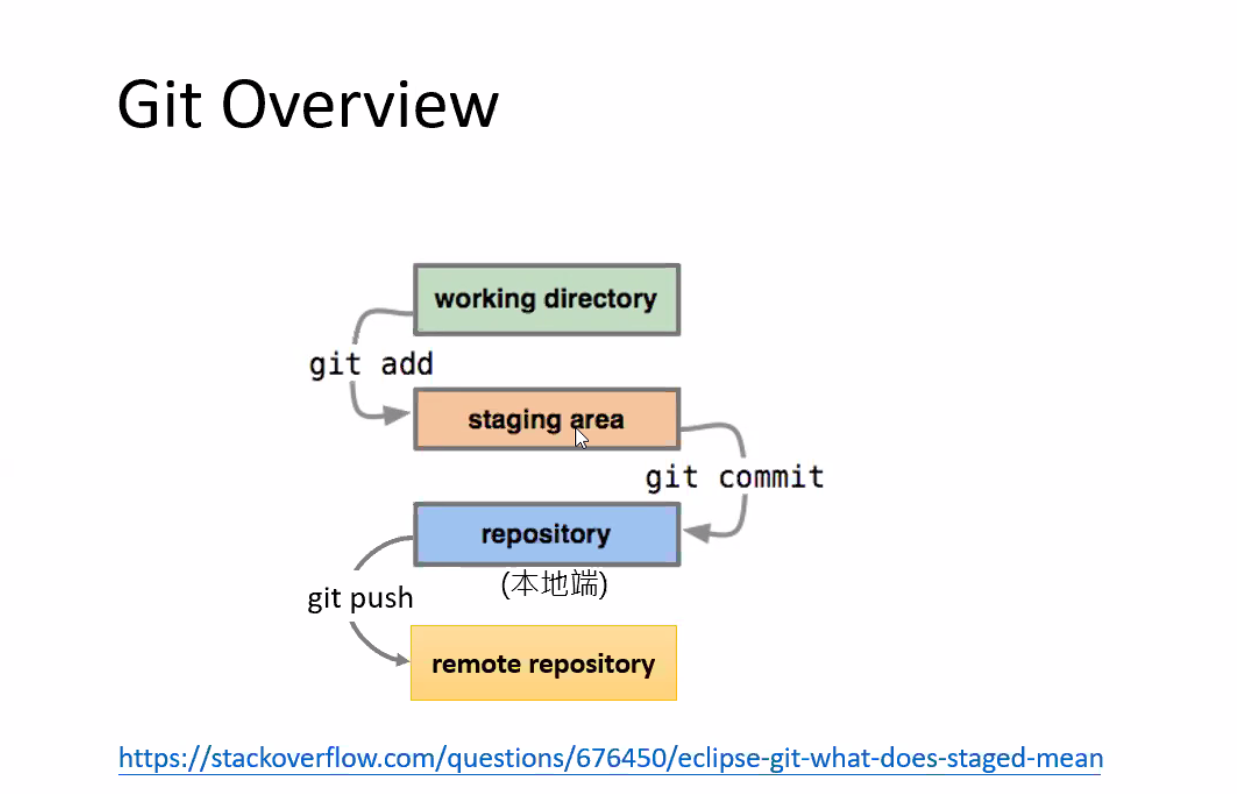 Git Overview
working directory
git add
staging area
git commit
repository
(本地端)
git push
remote repository
https://stackoverflow.com/questions/676450/eclipse-git-what-does-staged-mean